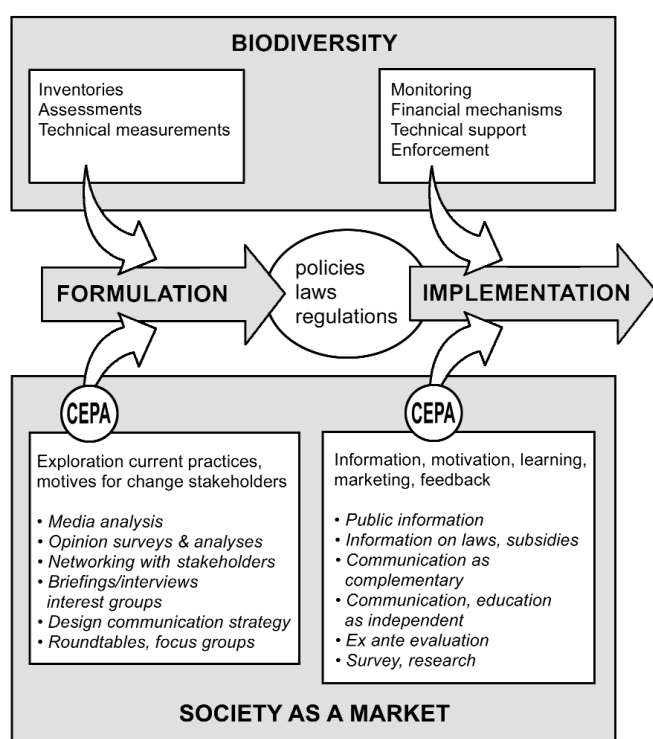 BIODIVERSITY
Inventories
Assessments
Technical measurements
Monitoring
Financial mechanisms
Technical support
Enforcement
FORMULATION
policies
laws
regulations
IMPLEMENTATION
CEPA
Exploration current practices,
motives for change stakeholders
• Media analysis
• Opinion surveys & analyses
• Networking with stakeholders
• Briefings/interviews
interest groups
• Design communication strategy
• Roundtables, focus groups
CEPA
Information, motivation, learning,
marketing, feedback
• Public information
• Information on laws, subsidies
• Communication as
complementary
• Communication, education
as independent
• Ex ante evaluation
• Survey, research
SOCIETY AS A MARKET